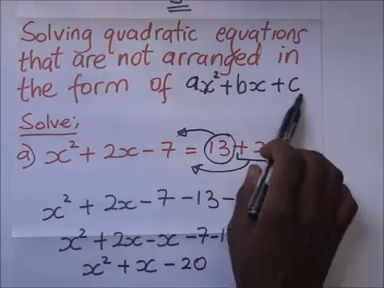 Solving quadratic equations
that are not arranged in
the form of ax² + bx + c
Solve;
a) x² + 2x - 7 = 13 +
x² + 2x - 7 - 13 -
x² + 2x - x - 7 -
x² + x - 20